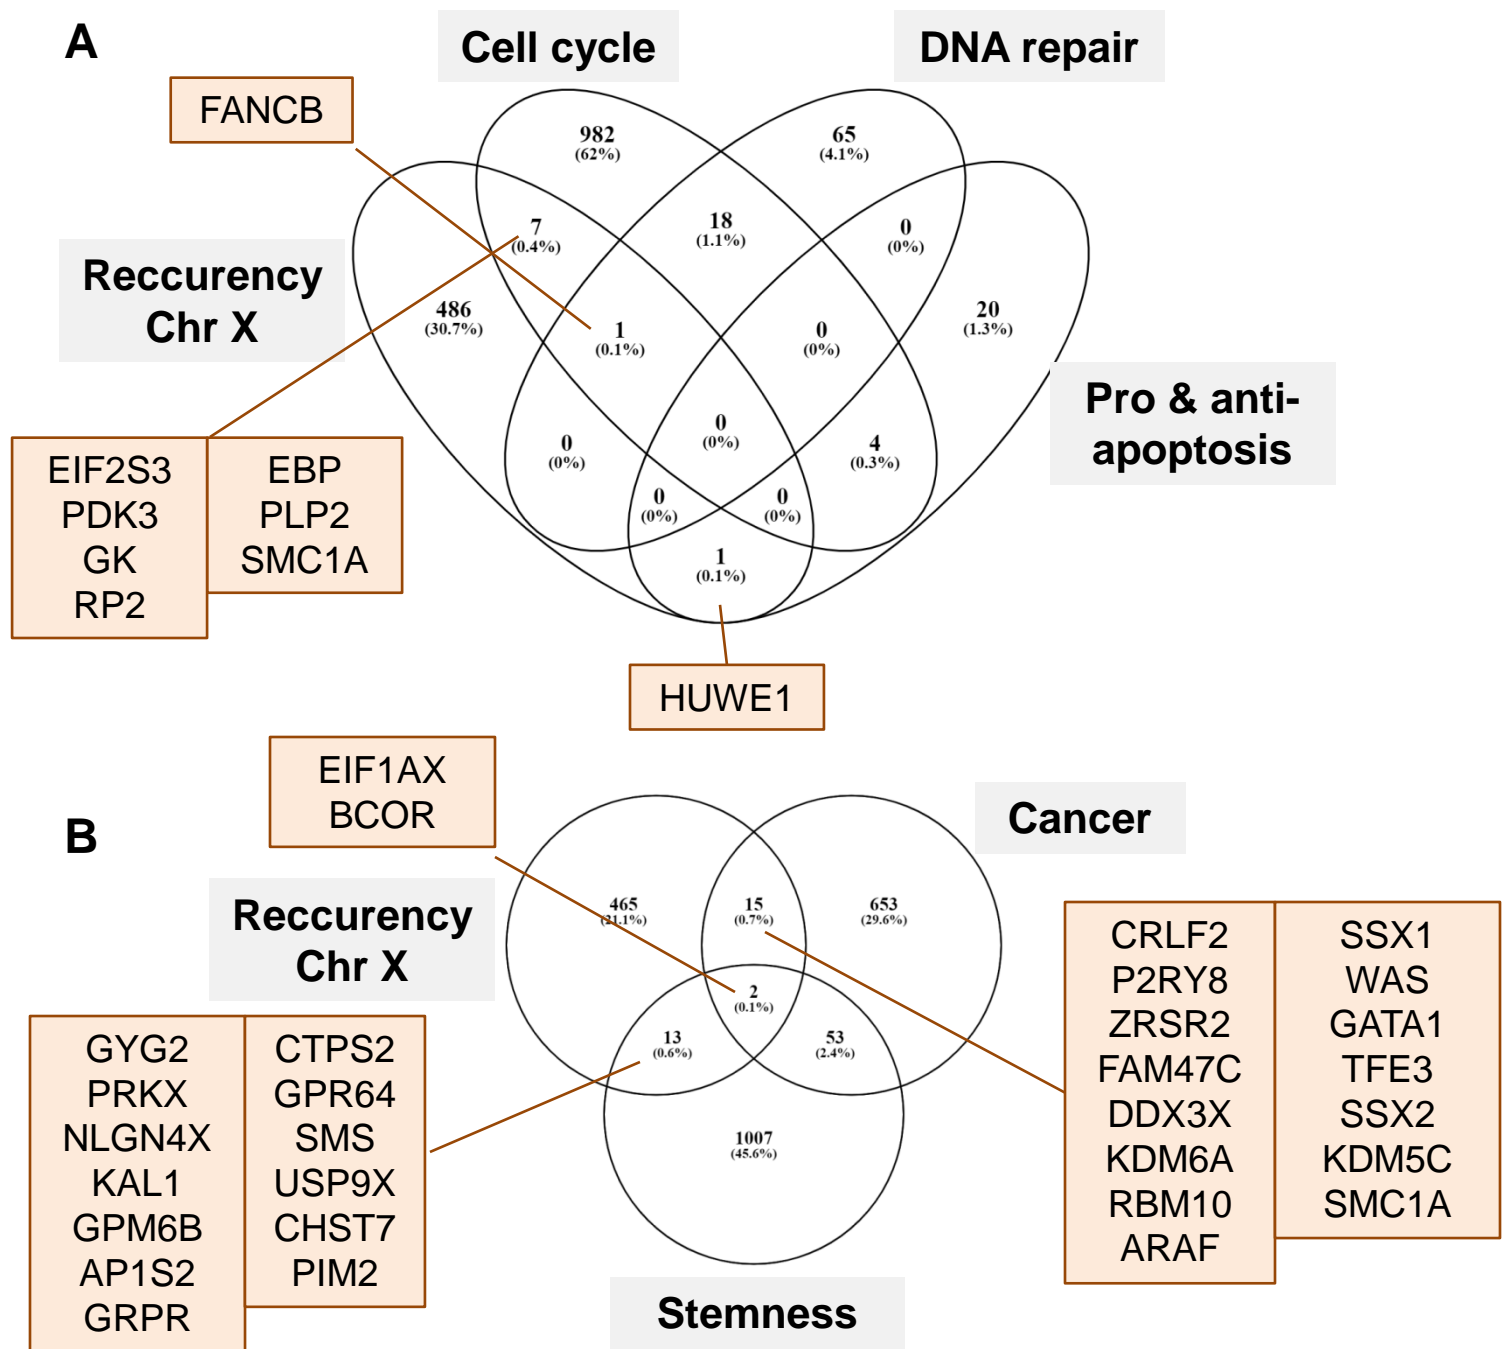 A
Cell cycle
DNA repair
FANCB
982
(62%)
65
(4.1%)
7
(0.4%)
18
(1.1%)
0
(0%)
Reccurency
Chr X
486
(30.7%)
1
(0.1%)
0
(0%)
20
(1.3%)
Pro & anti-
apoptosis
0
(0%)
0
(0%)
4
(0.3%)
0
(0%)
0
(0%)
1
(0.1%)
EIF2S3
PDK3
GK
RP2
EBP
PLP2
SMC1A
HUWE1
B
EIF1AX
BCOR
Cancer
Reccurency
Chr X
465
(21.1%)
15
(0.7%)
653
(29.6%)
2
(0.1%)
13
(0.6%)
53
(2.4%)
1007
(45.6%)
GYG2
PRKX
NLGN4X
KAL1
GPM6B
AP1S2
GRPR
CTPS2
GPR64
SMS
USP9X
CHST7
PIM2
CRLF2
P2RY8
ZRSR2
FAM47C
DDX3X
KDM6A
RBM10
ARAF
SSX1
WAS
GATA1
TFE3
SSX2
KDM5C
SMC1A
Stemness